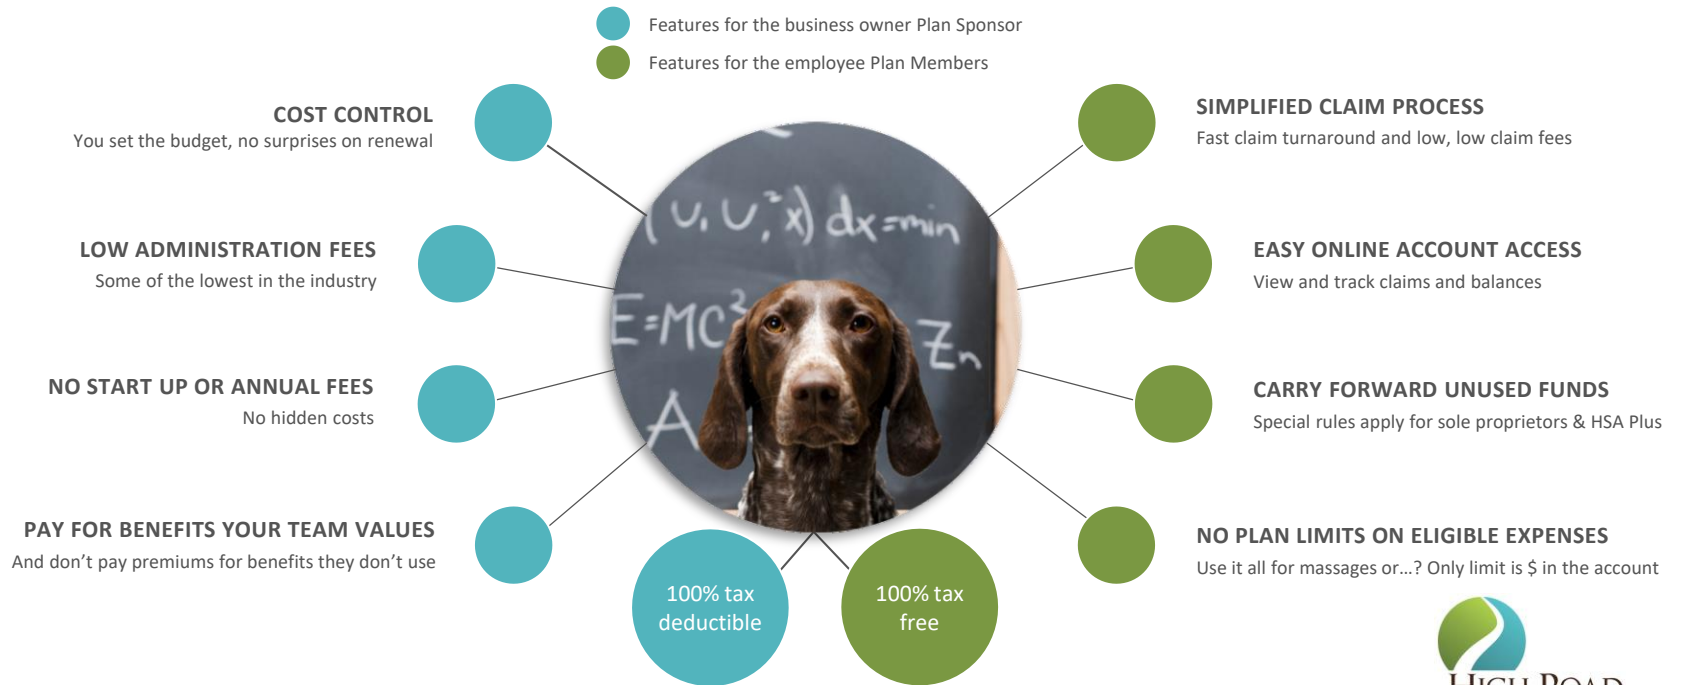 Features for the business owner Plan Sponsor
Features for the employee Plan Members
COST CONTROL
You set the budget, no surprises on renewal
LOW ADMINISTRATION FEES
Some of the lowest in the industry
NO START UP OR ANNUAL FEES
No hidden costs
PAY FOR BENEFITS YOUR TEAM VALUES
And don’t pay premiums for benefits they don’t use
(U, U,²x) dx=min
E=MC²
Zn
A
100% tax
deductible
100% tax
free
SIMPLIFIED CLAIM PROCESS
Fast claim turnaround and low, low claim fees
EASY ONLINE ACCOUNT ACCESS
View and track claims and balances
CARRY FORWARD UNUSED FUNDS
Special rules apply for sole proprietors & HSA Plus
NO PLAN LIMITS ON ELIGIBLE EXPENSES
Use it all for massages or…? Only limit is $ in the account
HIGH ROAD